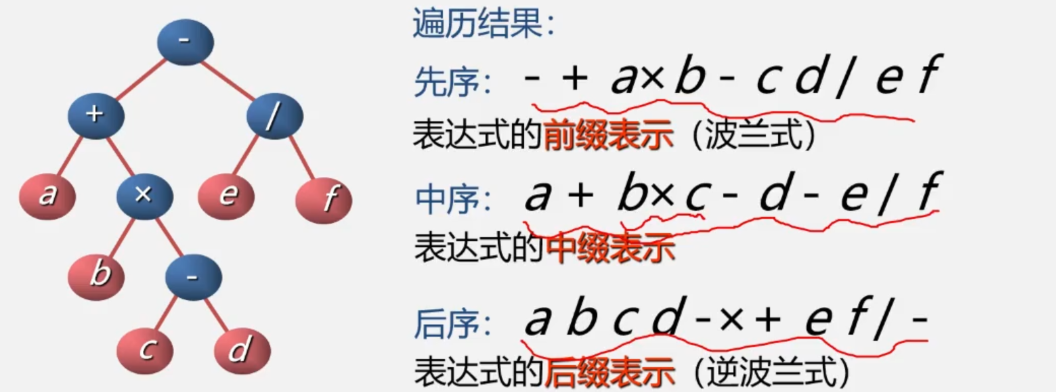 遍历结果：
先序： - + a × b - c d / e f
表达式的前缀表示（波兰式）
中序： a + b × c - d - e / f
表达式的中缀表示
后序： a b c d - × + e f / -
表达式的后缀表示（逆波兰式）
-
+ /
a × e f
b -
c d